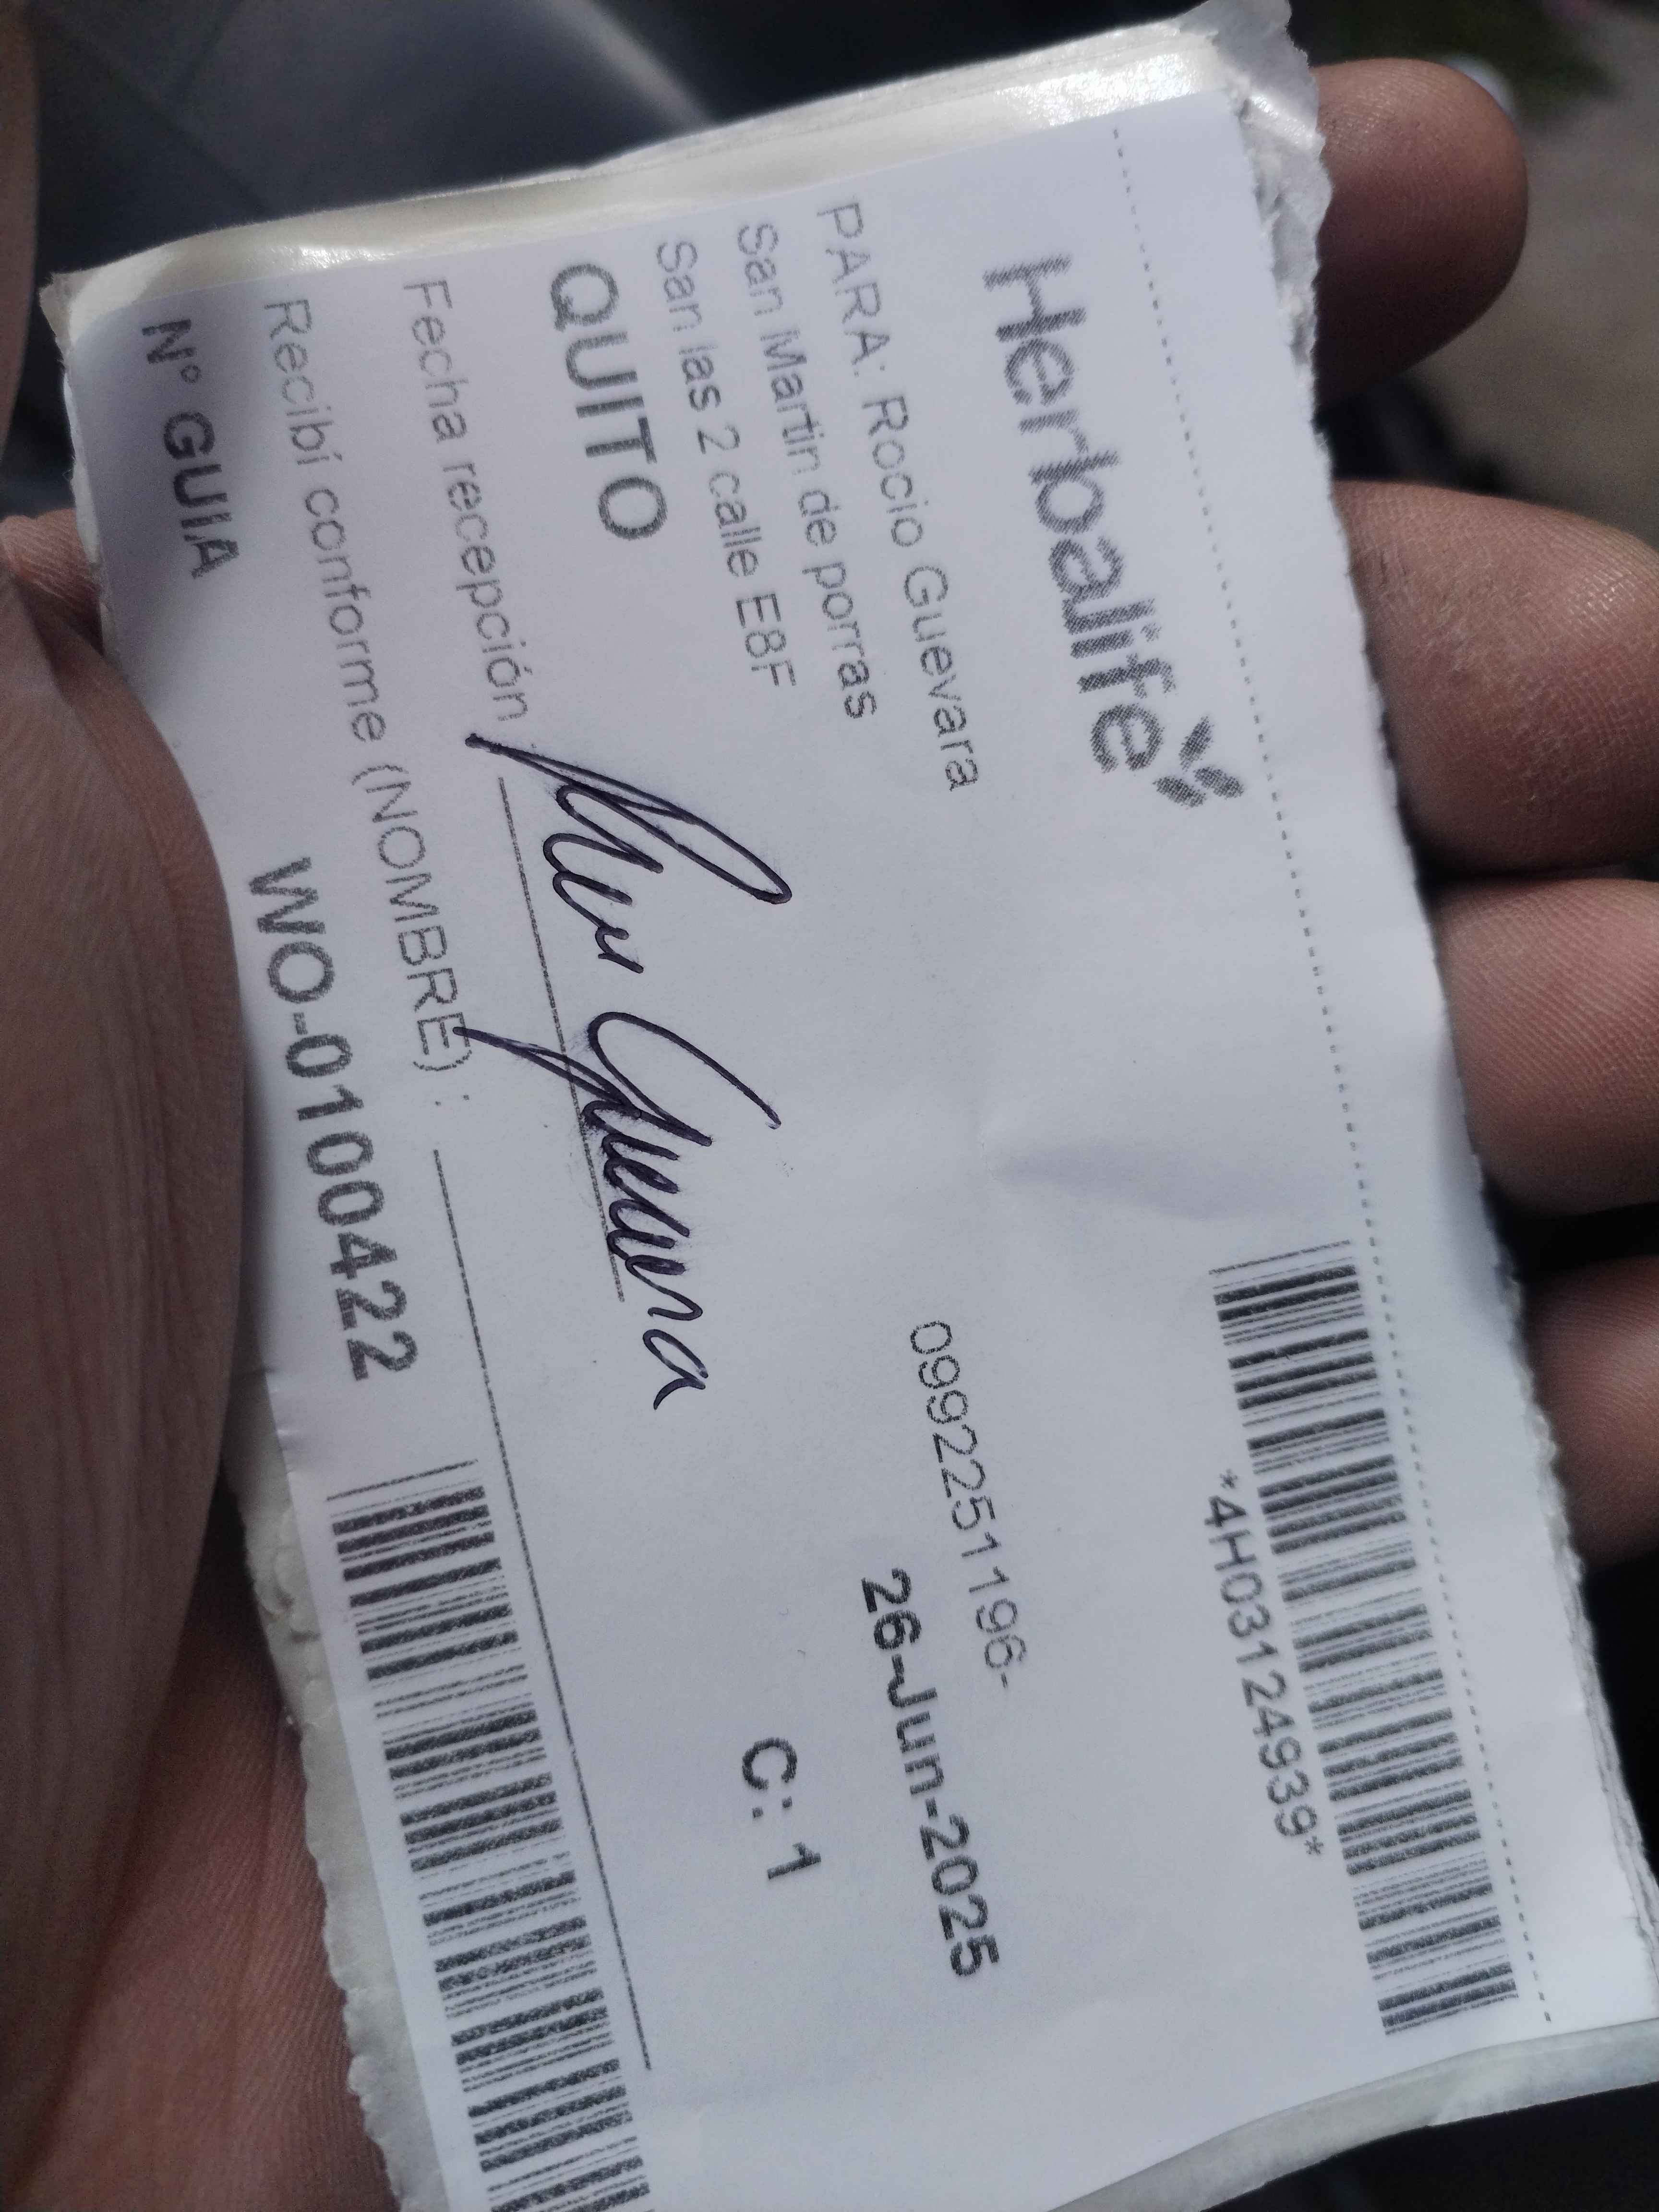 Herbalife
*4H03124939*
PARA: Rocio Guevara
0992251196-
San Martin de porras
26-Jun-2025
San las 2 calle E8F
C: 1
QUITO
Fecha recepción
Guevara
Recibí conforme (NOMBRE) :
N° GUIA WO-0100422